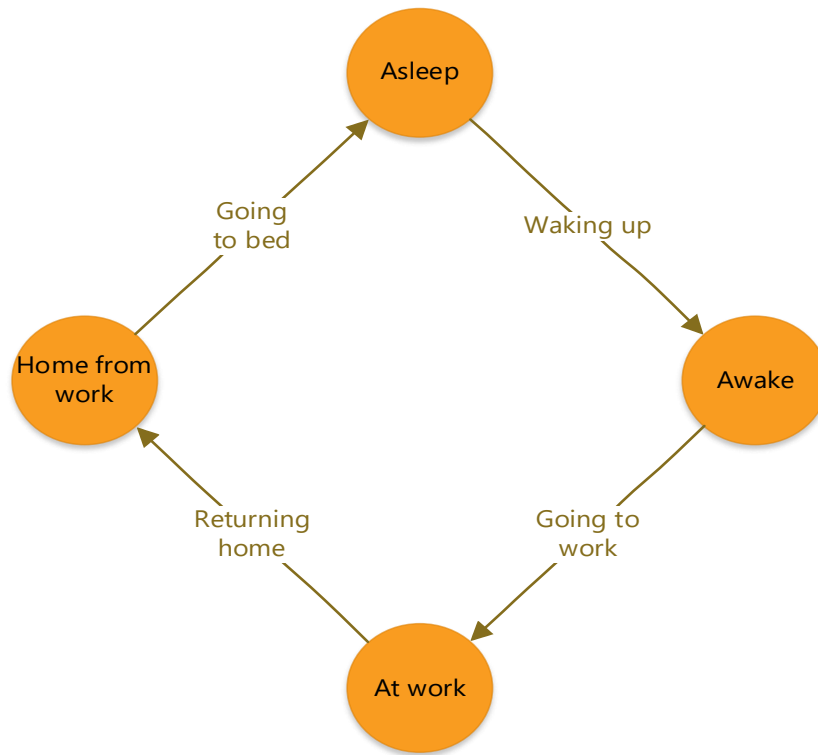 Asleep
Going
to bed
Waking up
Home from
work
Awake
Returning
home
Going to
work
At work